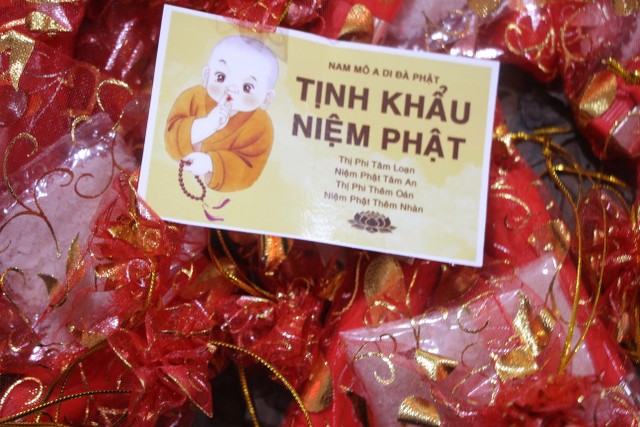 NAM MÔ A DI ĐÀ PHẬT
TỊNH KHẨU
NIỆM PHẬT
Thị Phi Tâm Loạn
Niệm Phật Tâm An
Thị Phi Thêm Oán
Niệm Phật Thêm Nhàn